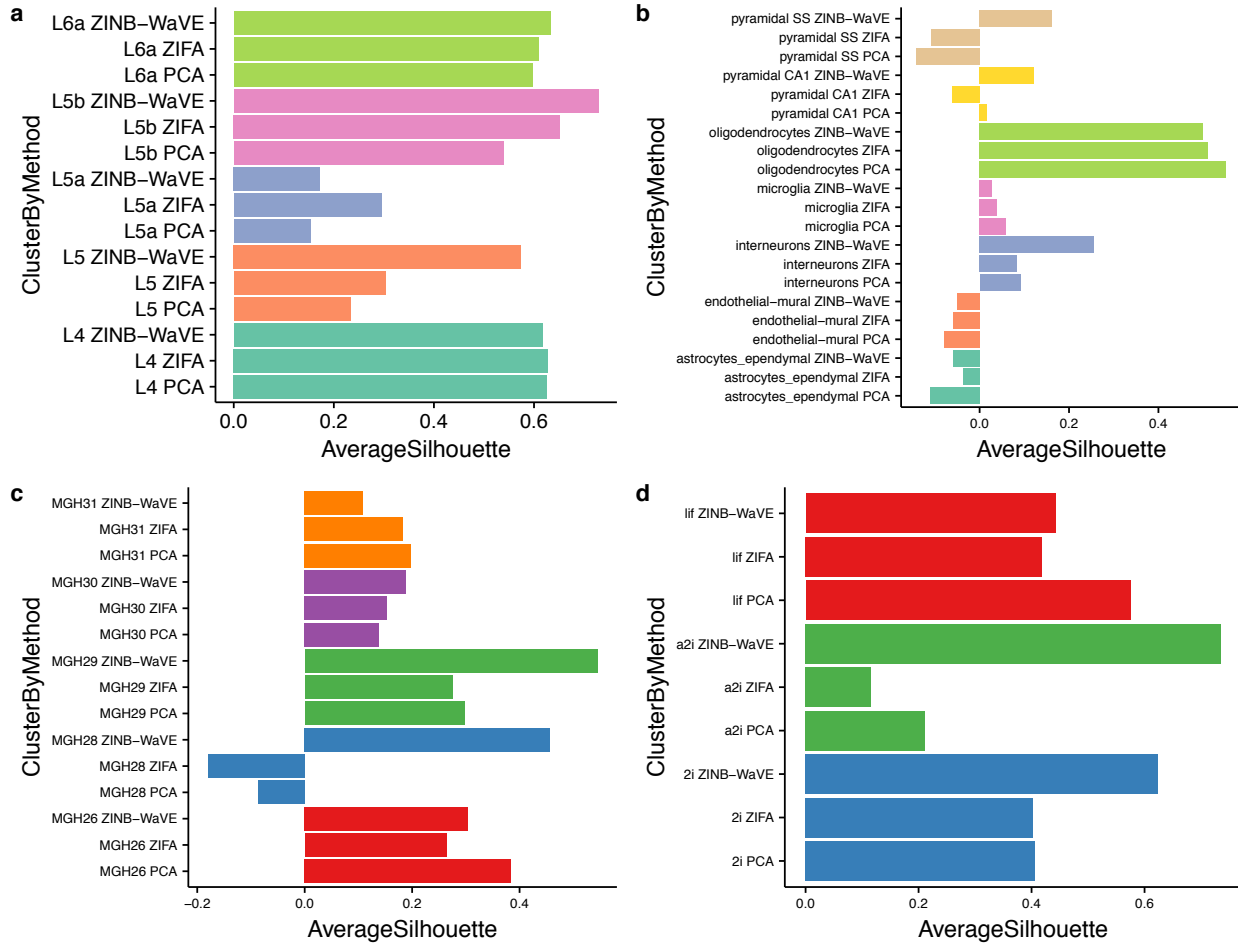 a
L6a ZINB−WaVE
L6a ZIFA
L6a PCA
L5b ZINB−WaVE
L5b ZIFA
L5b PCA
L5a ZINB−WaVE
L5a ZIFA
L5a PCA
L5 ZINB−WaVE
L5 ZIFA
L5 PCA
L4 ZINB−WaVE
L4 ZIFA
L4 PCA
ClusterByMethod
0.0 0.2 0.4 0.6
AverageSilhouette
b
pyramidal SS ZINB−WaVE
pyramidal SS ZIFA
pyramidal SS PCA
pyramidal CA1 ZINB−WaVE
pyramidal CA1 ZIFA
pyramidal CA1 PCA
oligodendrocytes ZINB−WaVE
oligodendrocytes ZIFA
oligodendrocytes PCA
microglia ZINB−WaVE
microglia ZIFA
microglia PCA
interneurons ZINB−WaVE
interneurons ZIFA
interneurons PCA
endothelial−mural ZINB−WaVE
endothelial−mural ZIFA
endothelial−mural PCA
astrocytes_ependymal ZINB−WaVE
astrocytes_ependymal ZIFA
astrocytes_ependymal PCA
ClusterByMethod
0.0 0.2 0.4
AverageSilhouette
c
MGH31 ZINB−WaVE
MGH31 ZIFA
MGH31 PCA
MGH30 ZINB−WaVE
MGH30 ZIFA
MGH30 PCA
MGH29 ZINB−WaVE
MGH29 ZIFA
MGH29 PCA
MGH28 ZINB−WaVE
MGH28 ZIFA
MGH28 PCA
MGH26 ZINB−WaVE
MGH26 ZIFA
MGH26 PCA
ClusterByMethod
−0.2 0.0 0.2 0.4
AverageSilhouette
d
lif ZINB−WaVE
lif ZIFA
lif PCA
a2i ZINB−WaVE
a2i ZIFA
a2i PCA
2i ZINB−WaVE
2i ZIFA
2i PCA
ClusterByMethod
0.0 0.2 0.4 0.6
AverageSilhouette